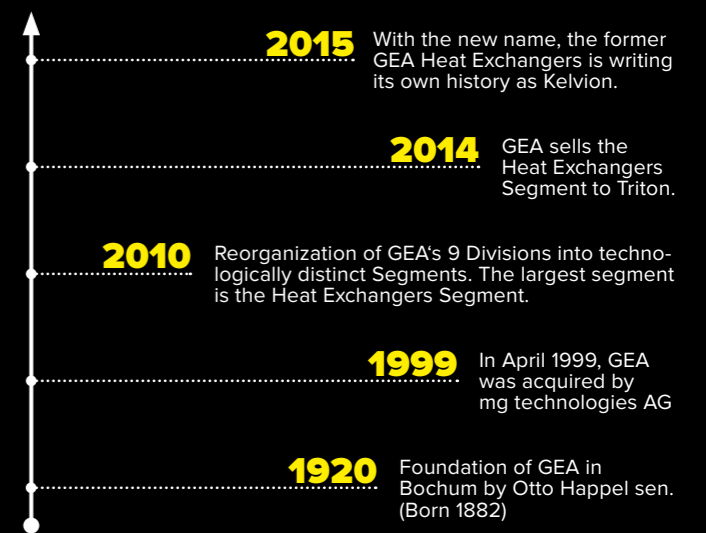 2015
With the new name, the former
GEA Heat Exchangers is writing
its own history as Kelvion.
2014
GEA sells the
Heat Exchangers
Segment to Triton.
2010
Reorganization of GEA‘s 9 Divisions into techno-
logically distinct Segments. The largest segment
is the Heat Exchangers Segment.
1999
In April 1999, GEA
was acquired by
mg technologies AG
1920
Foundation of GEA in
Bochum by Otto Happel sen.
(Born 1882)